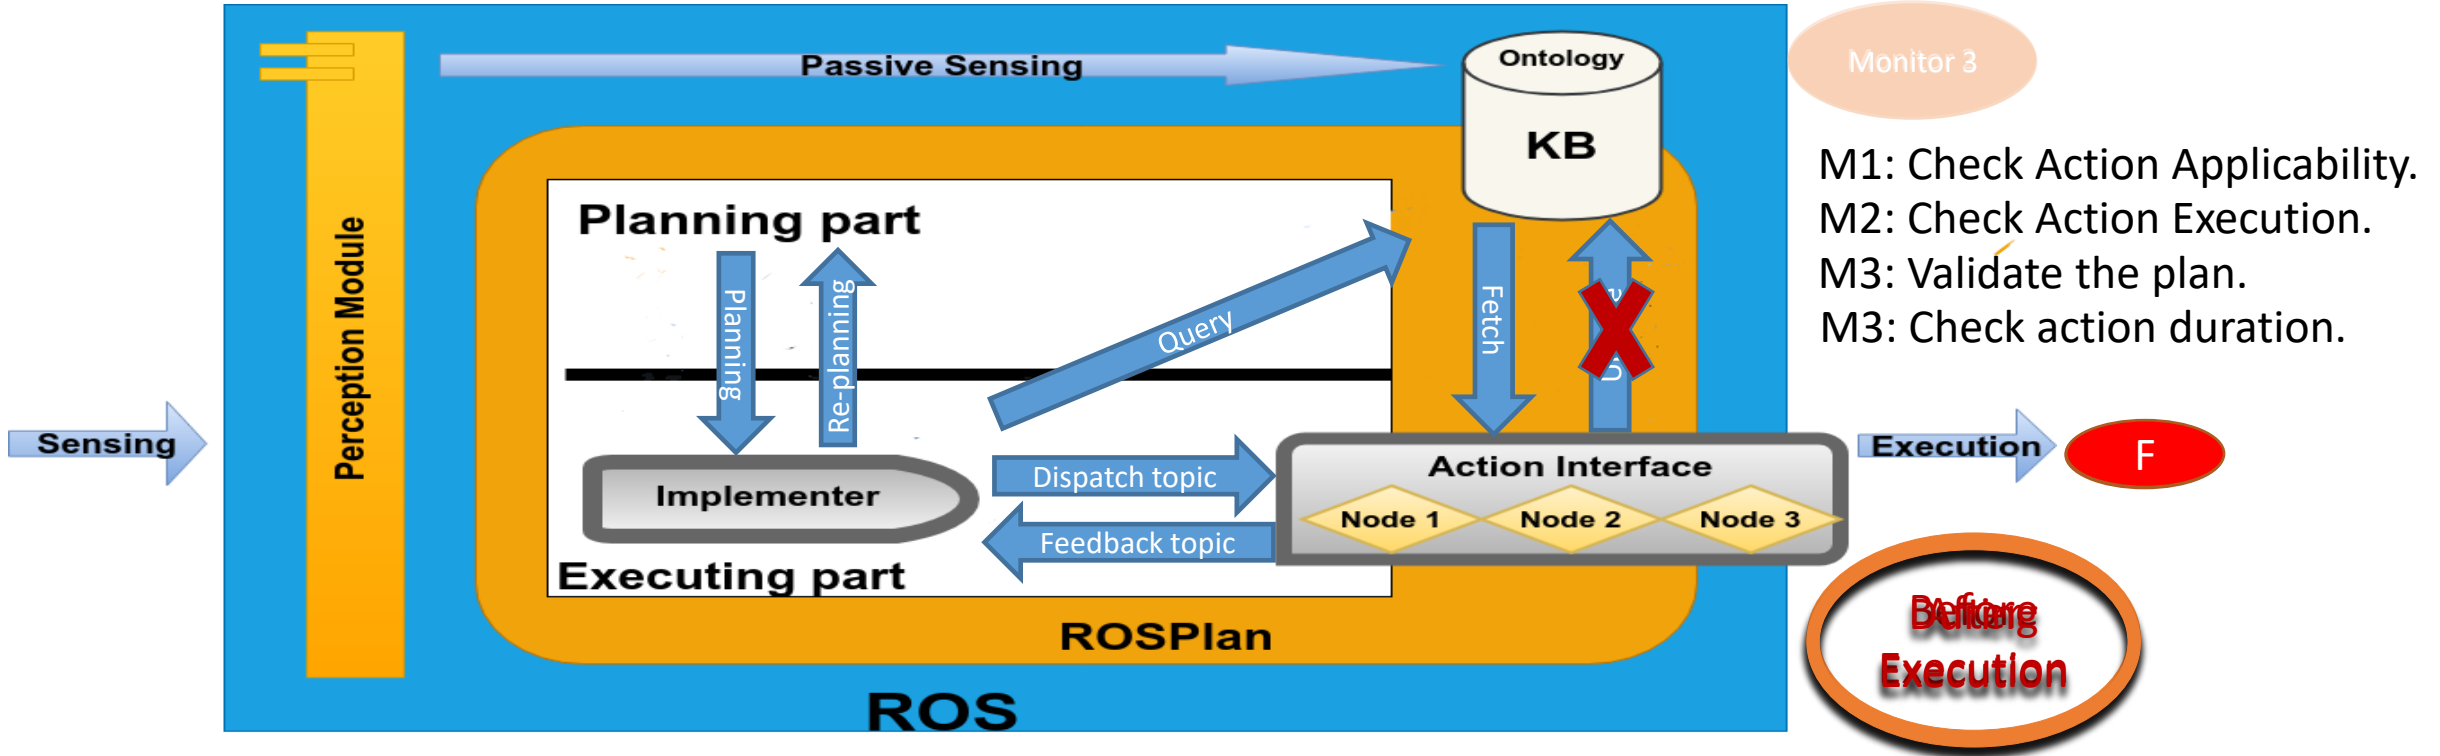 Passive Sensing
Ontology
KB
Monitor 3
M1: Check Action Applicability.
M2: Check Action Execution.
M3: Validate the plan.
M3: Check action duration.
Perception Module
Planning part
Planning
Re-planning
Query
Fetch
Sensing
Execution
F
Implementer
Dispatch topic
Feedback topic
Action Interface
Node 1
Node 2
Node 3
Executing part
ROSPlan
ROS
Execution